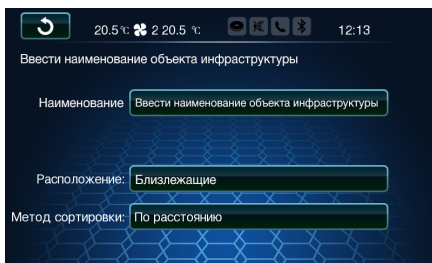 20.5℃ 2 20.5 ℃ 12:13
Ввести наименование объекта инфраструктуры
Наименование Ввести наименование объекта инфраструктуры
Расположение: Близлежащие
Метод сортировки: По расстоянию